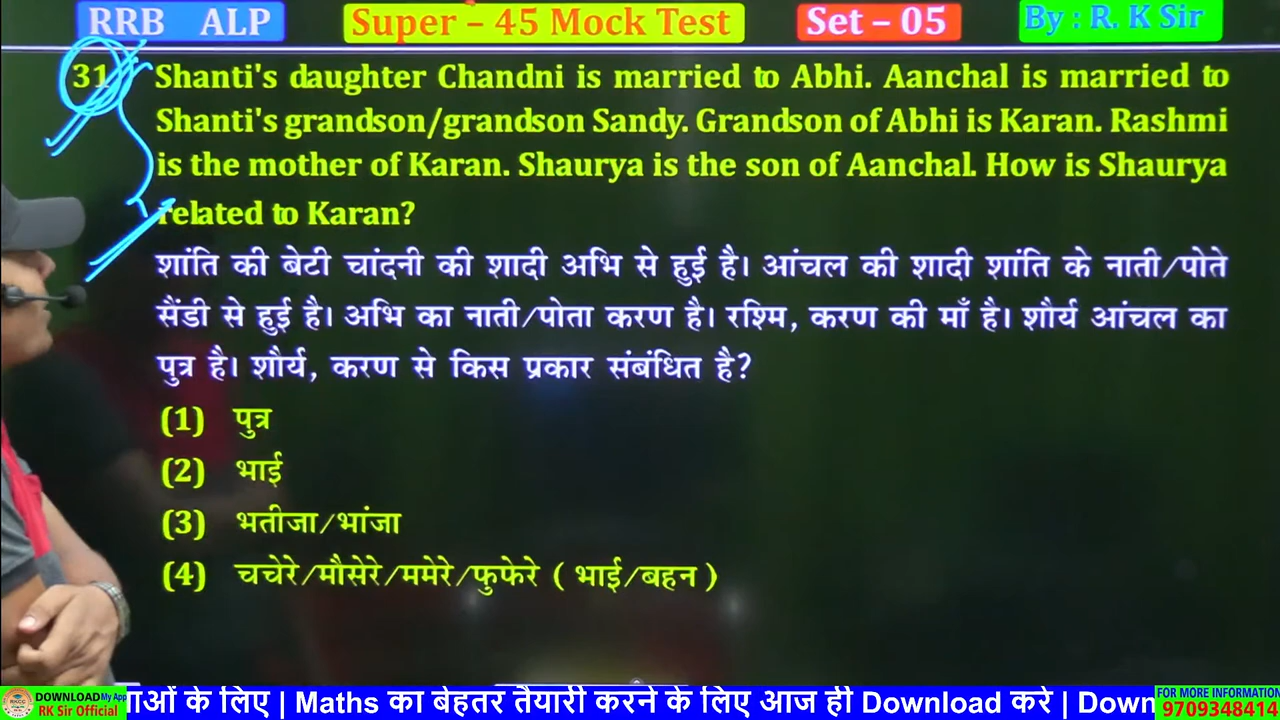 RRB ALP
Super – 45 Mock Test
Set – 05
By : R. K Sir
31. Shanti's daughter Chandni is married to Abhi. Aanchal is married to
Shanti's grandson/grandson Sandy. Grandson of Abhi is Karan. Rashmi
is the mother of Karan. Shaurya is the son of Aanchal. How is Shaurya
related to Karan?
शांति की बेटी चांदनी की शादी अभि से हुई है। आंचल की शादी शांति के नाती/पोते
सैंडी से हुई है। अभि का नाती/पोता करण है। रश्मि, करण की माँ है। शौर्य आंचल का
पुत्र है। शौर्य, करण से किस प्रकार संबंधित है?
(1) पुत्र
(2) भाई
(3) भतीजा/भांजा
(4) चचेरे/मौसेरे/ममेरे/फुफेरे ( भाई/बहन )
DOWNLOAD My App
RK Sir Official
ाओं के लिए | Maths का बेहतर तैयारी करने के लिए आज ही Download करे | Down
FOR MORE INFORMATION
9709348414